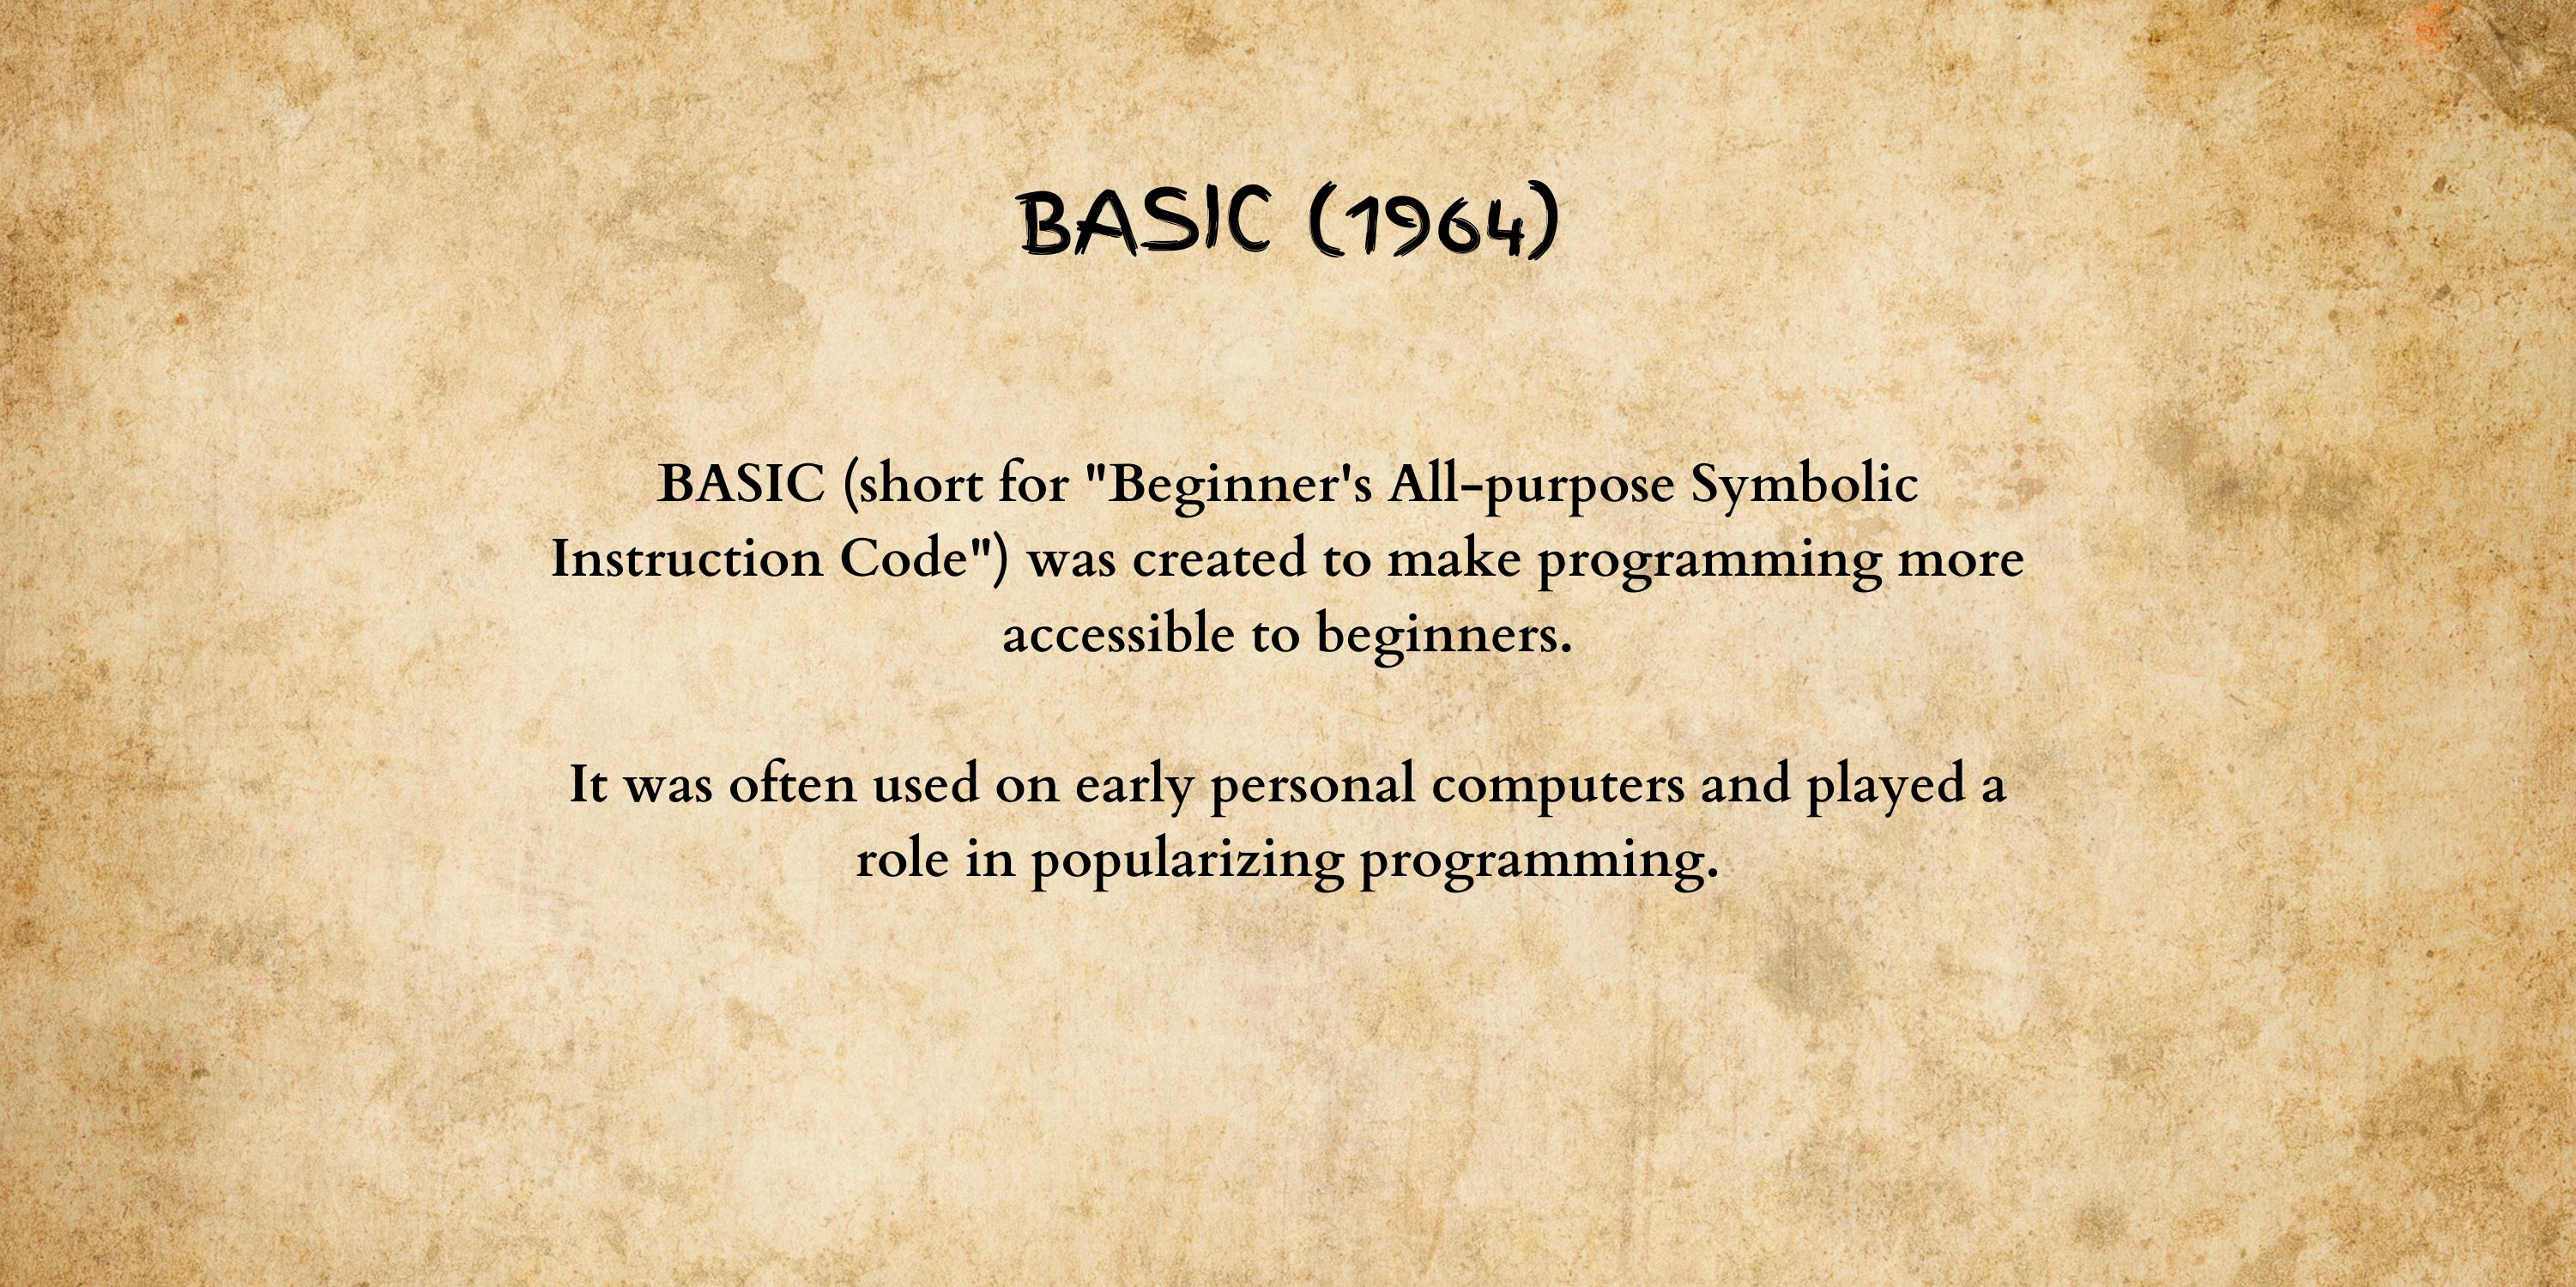 BASIC (1964)
BASIC (short for "Beginner's All-purpose Symbolic
Instruction Code") was created to make programming more
accessible to beginners.
It was often used on early personal computers and played a
role in popularizing programming.